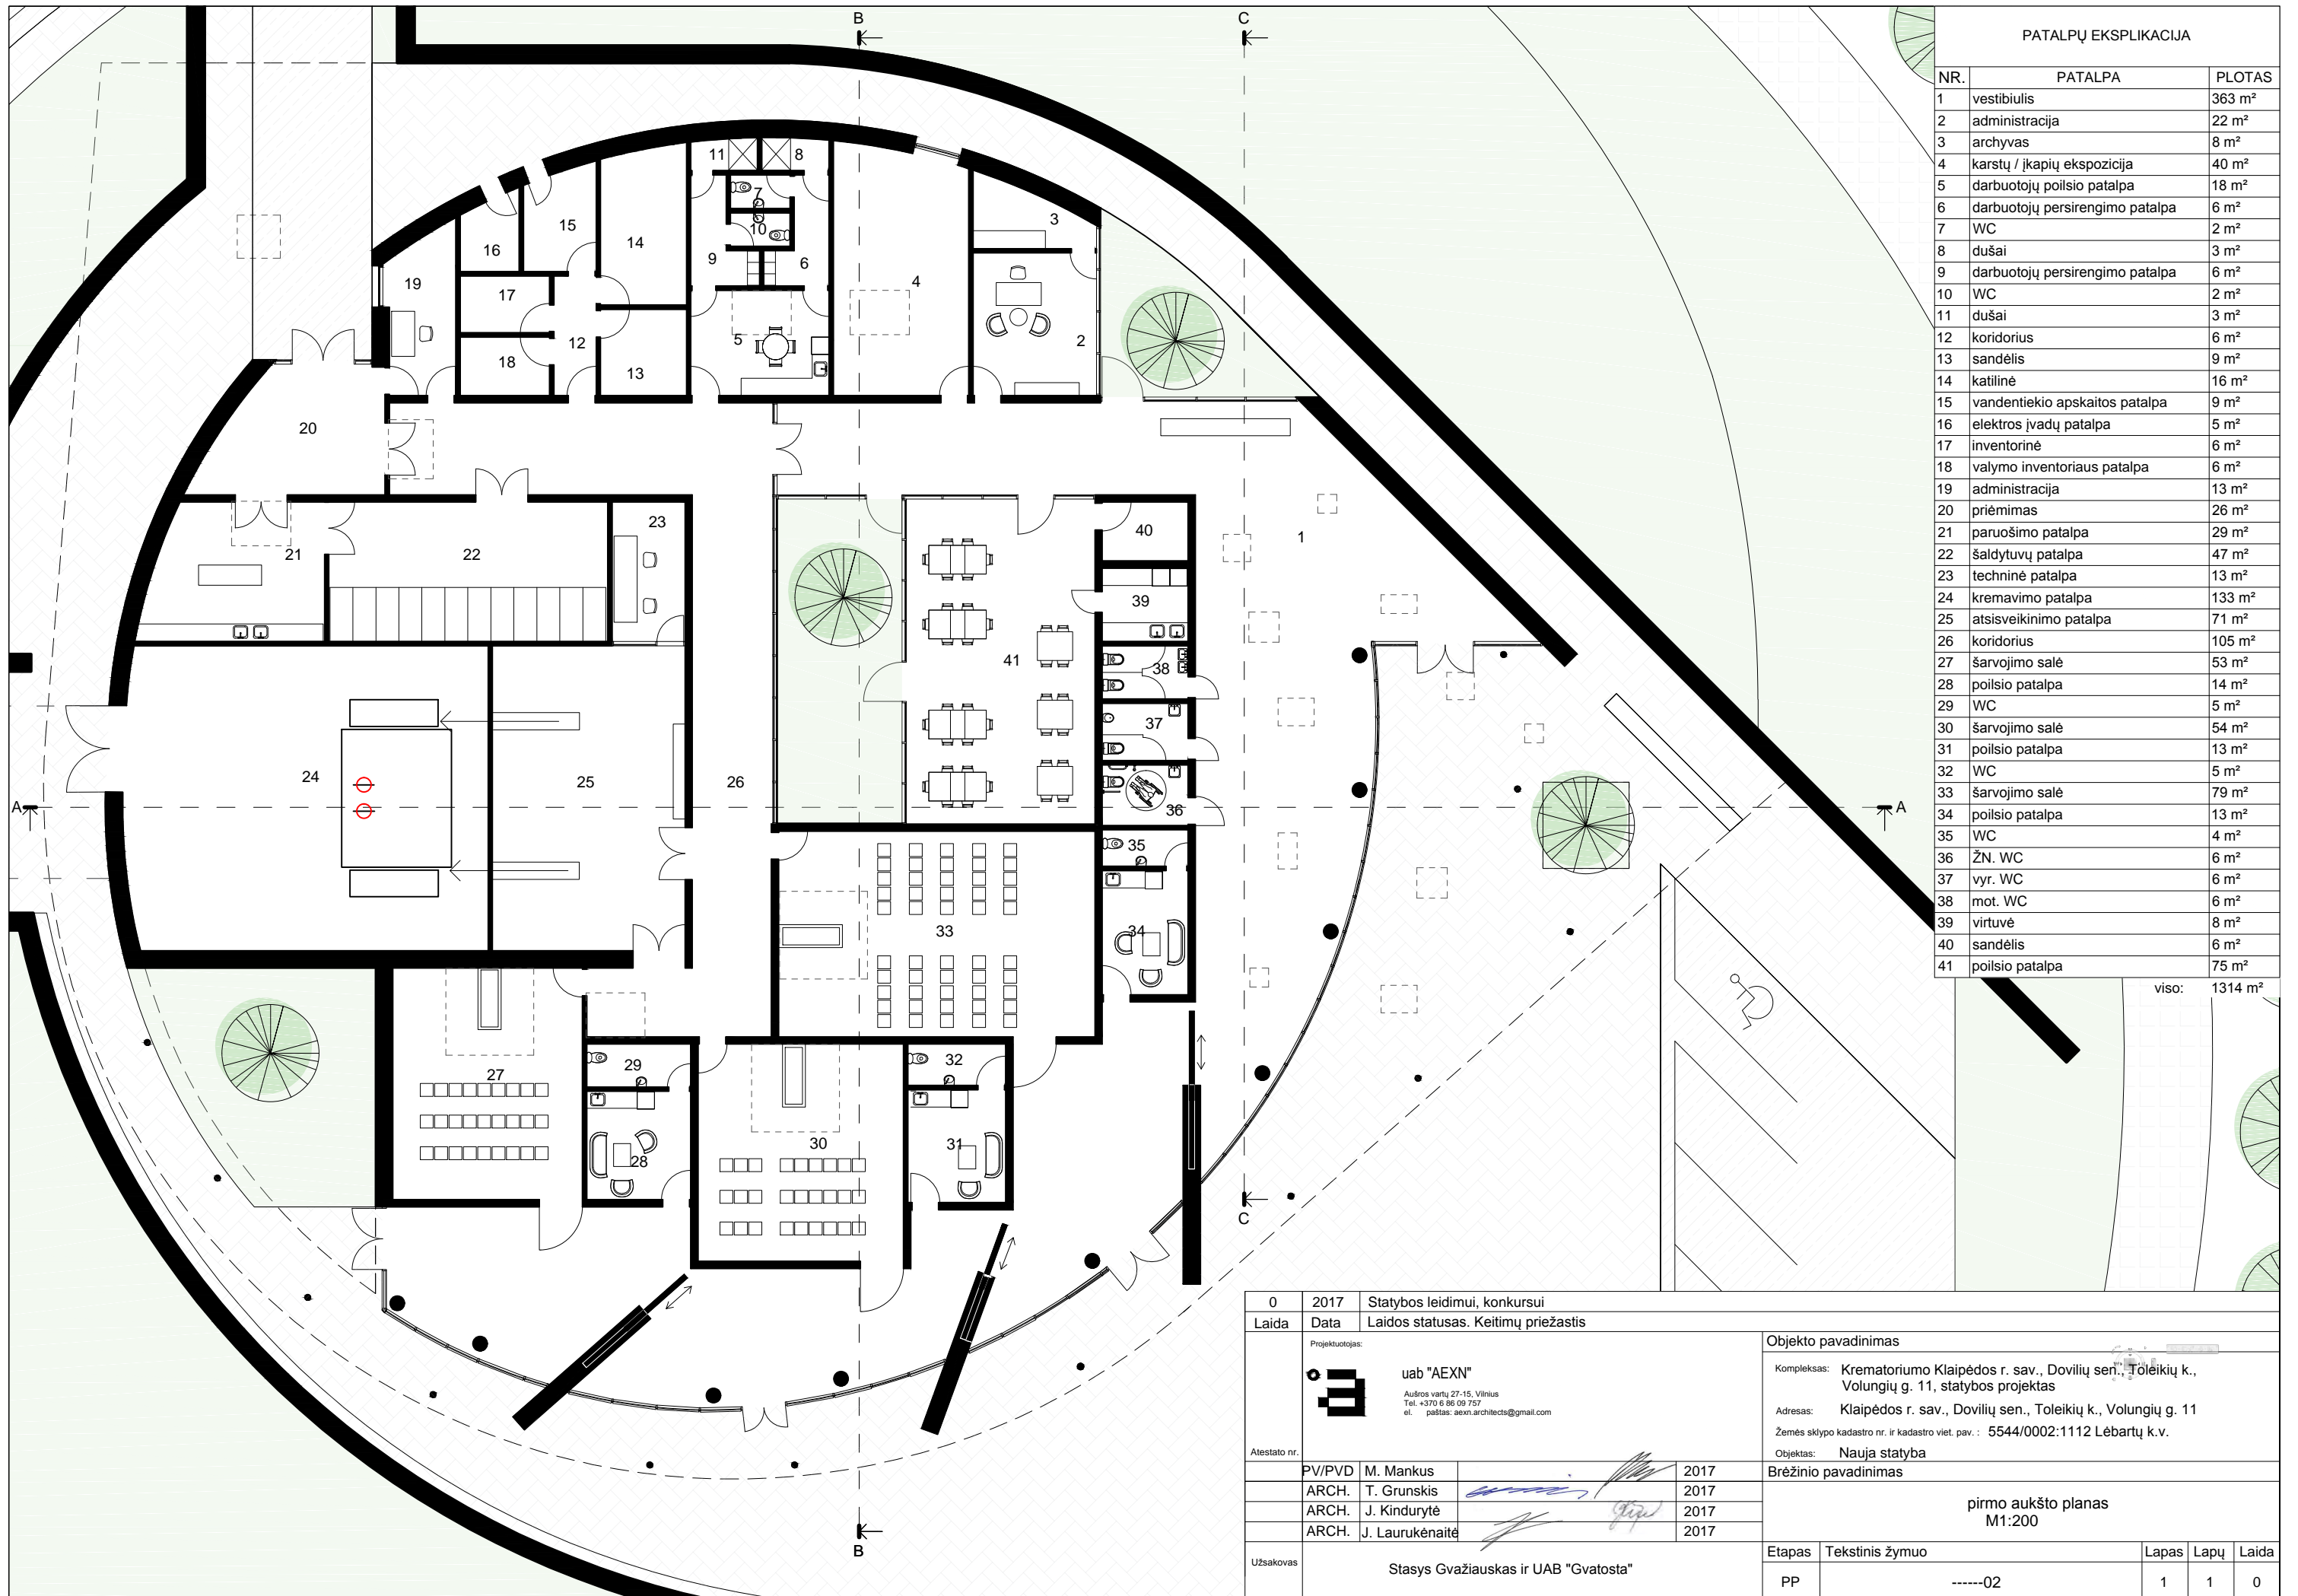 B
C
PATALPŲ EKSPLIKACIJA
NR. PATALPA PLOTAS
1 vestibiulis 363 m²
2 administracija 22 m²
3 archyvas 8 m²
4 karstų / įkapių ekspozicija 40 m²
5 darbuotojų poilsio patalpa 18 m²
6 darbuotojų persirengimo patalpa 6 m²
7 WC 2 m²
8 dušai 3 m²
9 darbuotojų persirengimo patalpa 6 m²
10 WC 2 m²
11 dušai 3 m²
12 koridorius 6 m²
13 sandėlis 9 m²
14 katilinė 16 m²
15 vandentiekio apskaitos patalpa 9 m²
16 elektros įvadų patalpa 5 m²
17 inventorinė 6 m²
18 valymo inventoriaus patalpa 6 m²
19 administracija 13 m²
20 priėmimas 26 m²
21 paruošimo patalpa 29 m²
22 šaldytuvų patalpa 47 m²
23 techninė patalpa 13 m²
24 kremavimo patalpa 133 m²
25 atsisveikinimo patalpa 71 m²
26 koridorius 105 m²
27 šarvojimo salė 53 m²
28 poilsio patalpa 14 m²
29 WC 5 m²
30 šarvojimo salė 54 m²
31 poilsio patalpa 13 m²
32 WC 5 m²
33 šarvojimo salė 79 m²
34 poilsio patalpa 13 m²
35 WC 4 m²
36 ŽN. WC 6 m²
37 vyr. WC 6 m²
38 mot. WC 6 m²
39 virtuvė 8 m²
40 sandėlis 6 m²
41 poilsio patalpa 75 m²
viso: 1314 m²
11
8
7
10
3
15
14
16
9
6
19
4
17
5
12
2
18
13
20
23
40
1
21
22
39
41
38
37
24
25
26
36
A
A
35
33
34
32
29
27
30
31
28
C
B
0 2017 Statybos leidimui, konkursui
Laida Data Laidos statusas. Keitimų priežastis
Projektuotojas:
uab "AEXN"
Aušros vartų 27-15, Vilnius
Tel. +370 6 86 09 757
el. paštas: aexn.architects@gmail.com
Atestato nr.
Objekto pavadinimas
Kompleksas: Krematoriumo Klaipėdos r. sav., Dovilių sen., Toleikių k.,
Volungių g. 11, statybos projektas
Adresas: Klaipėdos r. sav., Dovilių sen., Toleikių k., Volungių g. 11
Žemės sklypo kadastro nr. ir kadastro viet. pav. : 5544/0002:1112 Lėbartų k.v.
Objektas: Nauja statyba
PV/PVD M. Mankus 2017
ARCH. T. Grunskis 2017
ARCH. J. Kindurytė 2017
ARCH. J. Laurukėnaitė 2017
Brėžinio pavadinimas
pirmo aukšto planas
M1:200
Užsakovas Stasys Gvažiauskas ir UAB "Gvatosta"
Etapas Tekstinis žymuo Lapas Lapų Laida
PP ------02 1 1 0